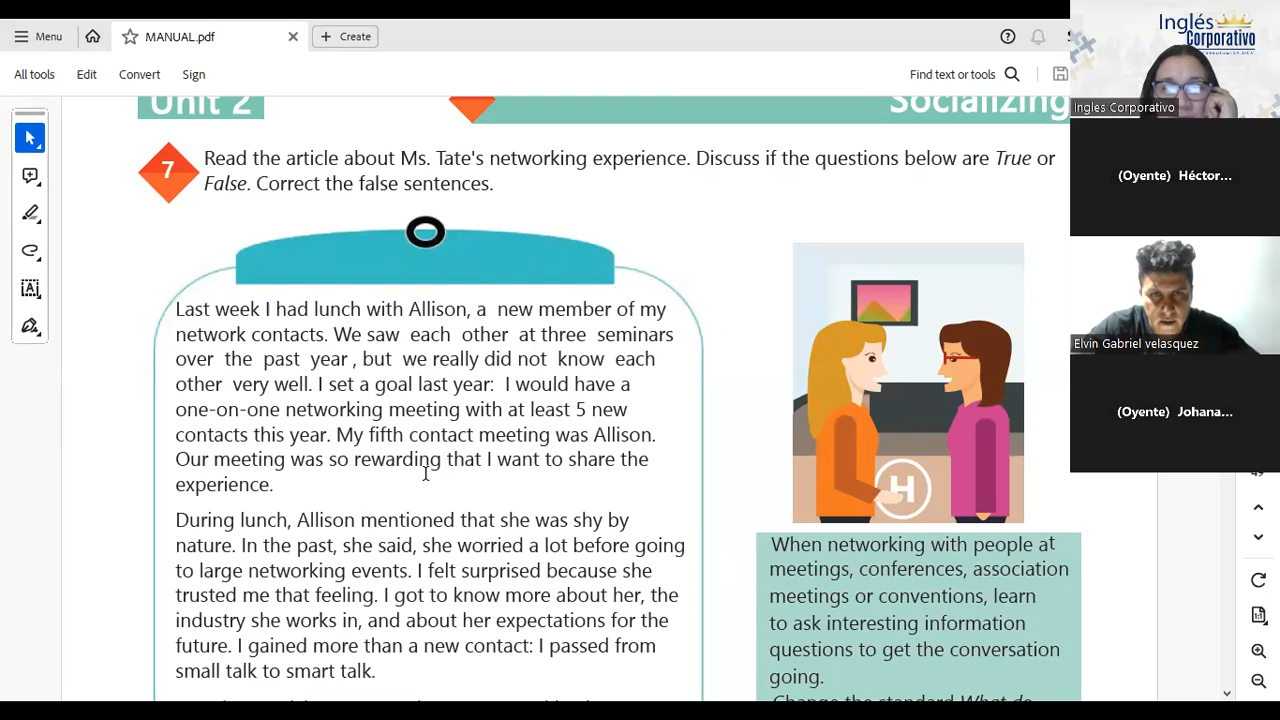 Menu
MANUAL.pdf
Create
All tools
Edit
Convert
Sign
Find text or tools
Unit 2
Socializing
7
Read the article about Ms. Tate's networking experience. Discuss if the questions below are True or
False. Correct the false sentences.
Last week I had lunch with Allison, a new member of my
network contacts. We saw each other at three seminars
over the past year , but we really did not know each
other very well. I set a goal last year: I would have a
one-on-one networking meeting with at least 5 new
contacts this year. My fifth contact meeting was Allison.
Our meeting was so rewarding that I want to share the
experience.
During lunch, Allison mentioned that she was shy by
nature. In the past, she said, she worried a lot before going
to large networking events. I felt surprised because she
trusted me that feeling. I got to know more about her, the
industry she works in, and about her expectations for the
future. I gained more than a new contact: I passed from
small talk to smart talk.
H
When networking with people at
meetings, conferences, association
meetings or conventions, learn
to ask interesting information
questions to get the conversation
going.
Change the standard What do
Inglés
Corporativo
Ingles Corporativo
(Oyente) Héctor...
Elvin Gabriel velasquez
(Oyente) Johana...